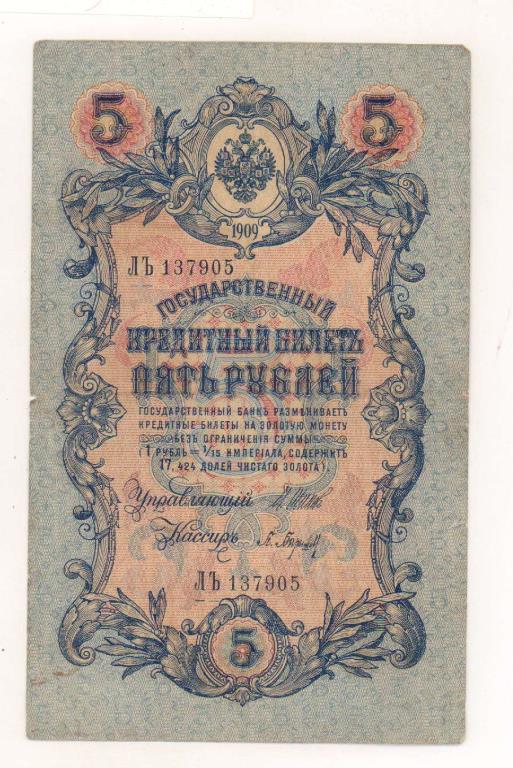 5 5
1909
ЛЪ 137905
ГОСУДАРСТВЕННЫЙ
КРЕДИТНЫЙ БИЛЕТЪ
ПЯТЬ РУБЛЕЙ
ГОСУДАРСТВЕННЫЙ БАНКЪ РАЗМѢНИВАЕТЪ
КРЕДИТНЫЕ БИЛЕТЫ НА ЗОЛОТУЮ МОНЕТУ
БЕЗЪ ОГРАНИЧЕНІЯ СУММЫ
(1 РУБЛЬ = 1/15 ИМПЕРІАЛА, СОДЕРЖИТЪ
17,424 ДОЛЕЙ ЧИСТАГО ЗОЛОТА).
Управляющій
Кассиръ
ЛЪ 137905
5